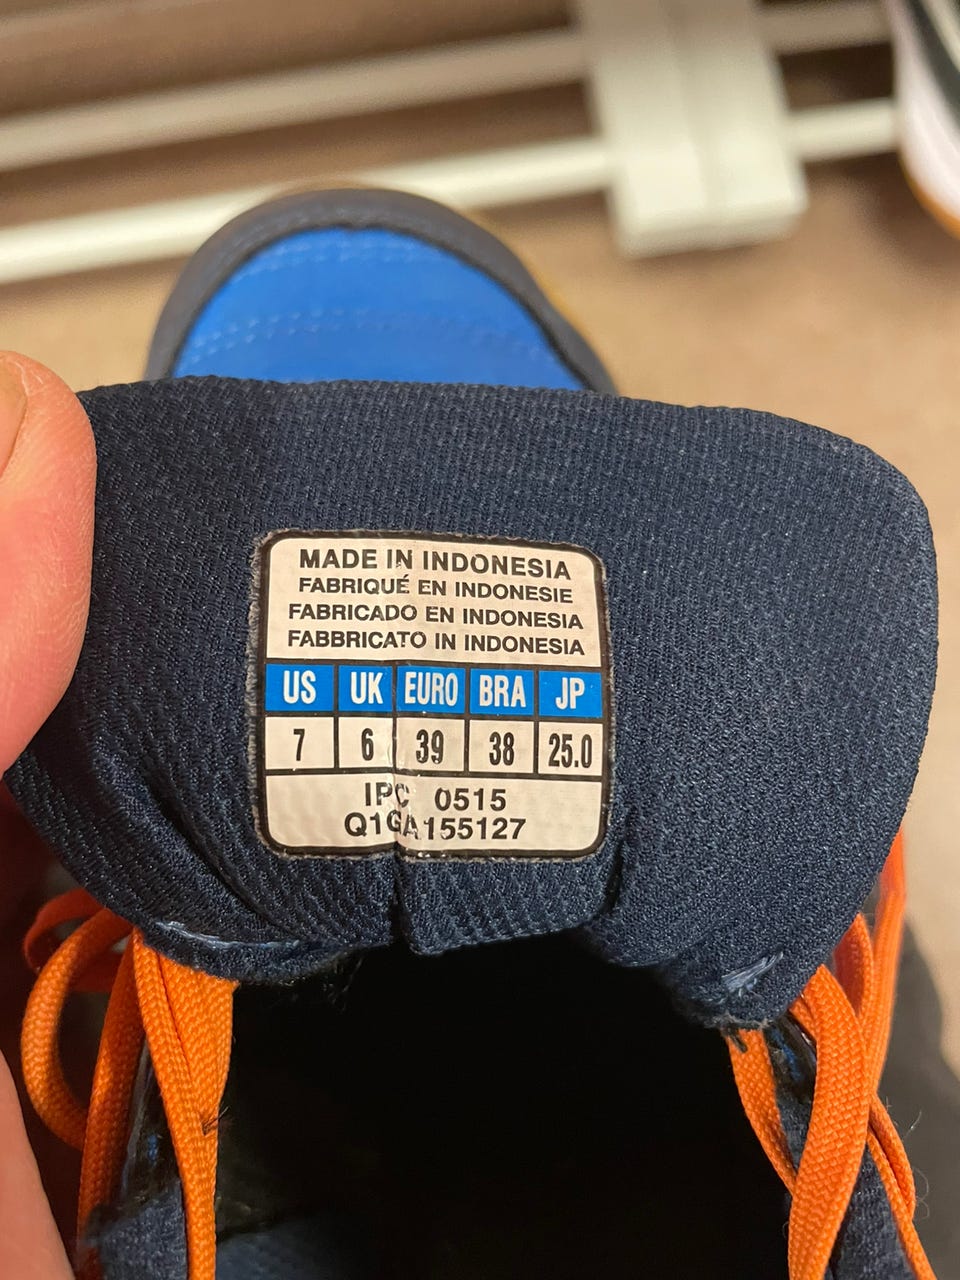 MADE IN INDONESIA
FABRIQUÉ EN INDONESIE
FABRICADO EN INDONESIA
FABBRICATO IN INDONESIA
US UK EURO BRA JP
7 6 39 38 25.0
IPC 0515
Q1GA155127